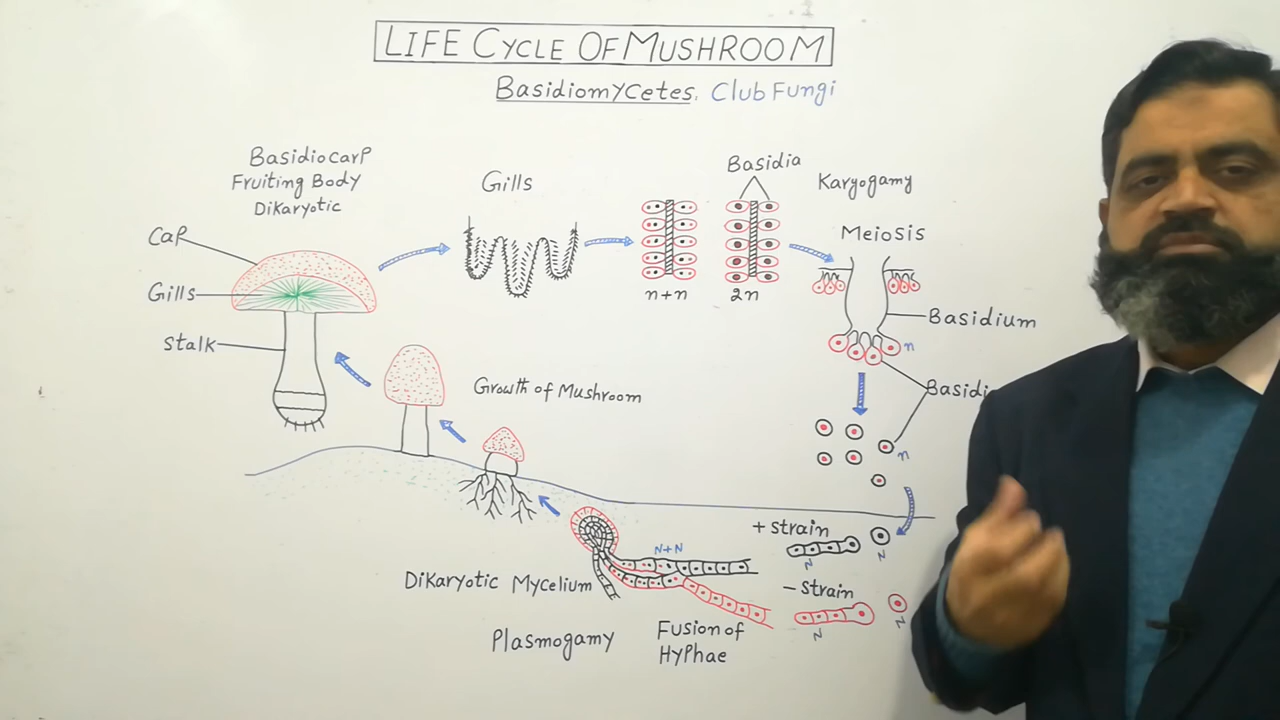 LIFE CYCLE OF MUSHROOM
Basidiomycetes, Club Fungi
Basidiocarp
Fruiting Body
Dikaryotic
Cap
Gills
Stalk
Gills
n+n
Basidia
2n
Karyogamy
Meiosis
Basidium
n
n
Growth of Mushroom
+ strain
N
N
- Strain
N
N
N+N
Dikaryotic Mycelium
Plasmogamy
Fusion of
Hyphae